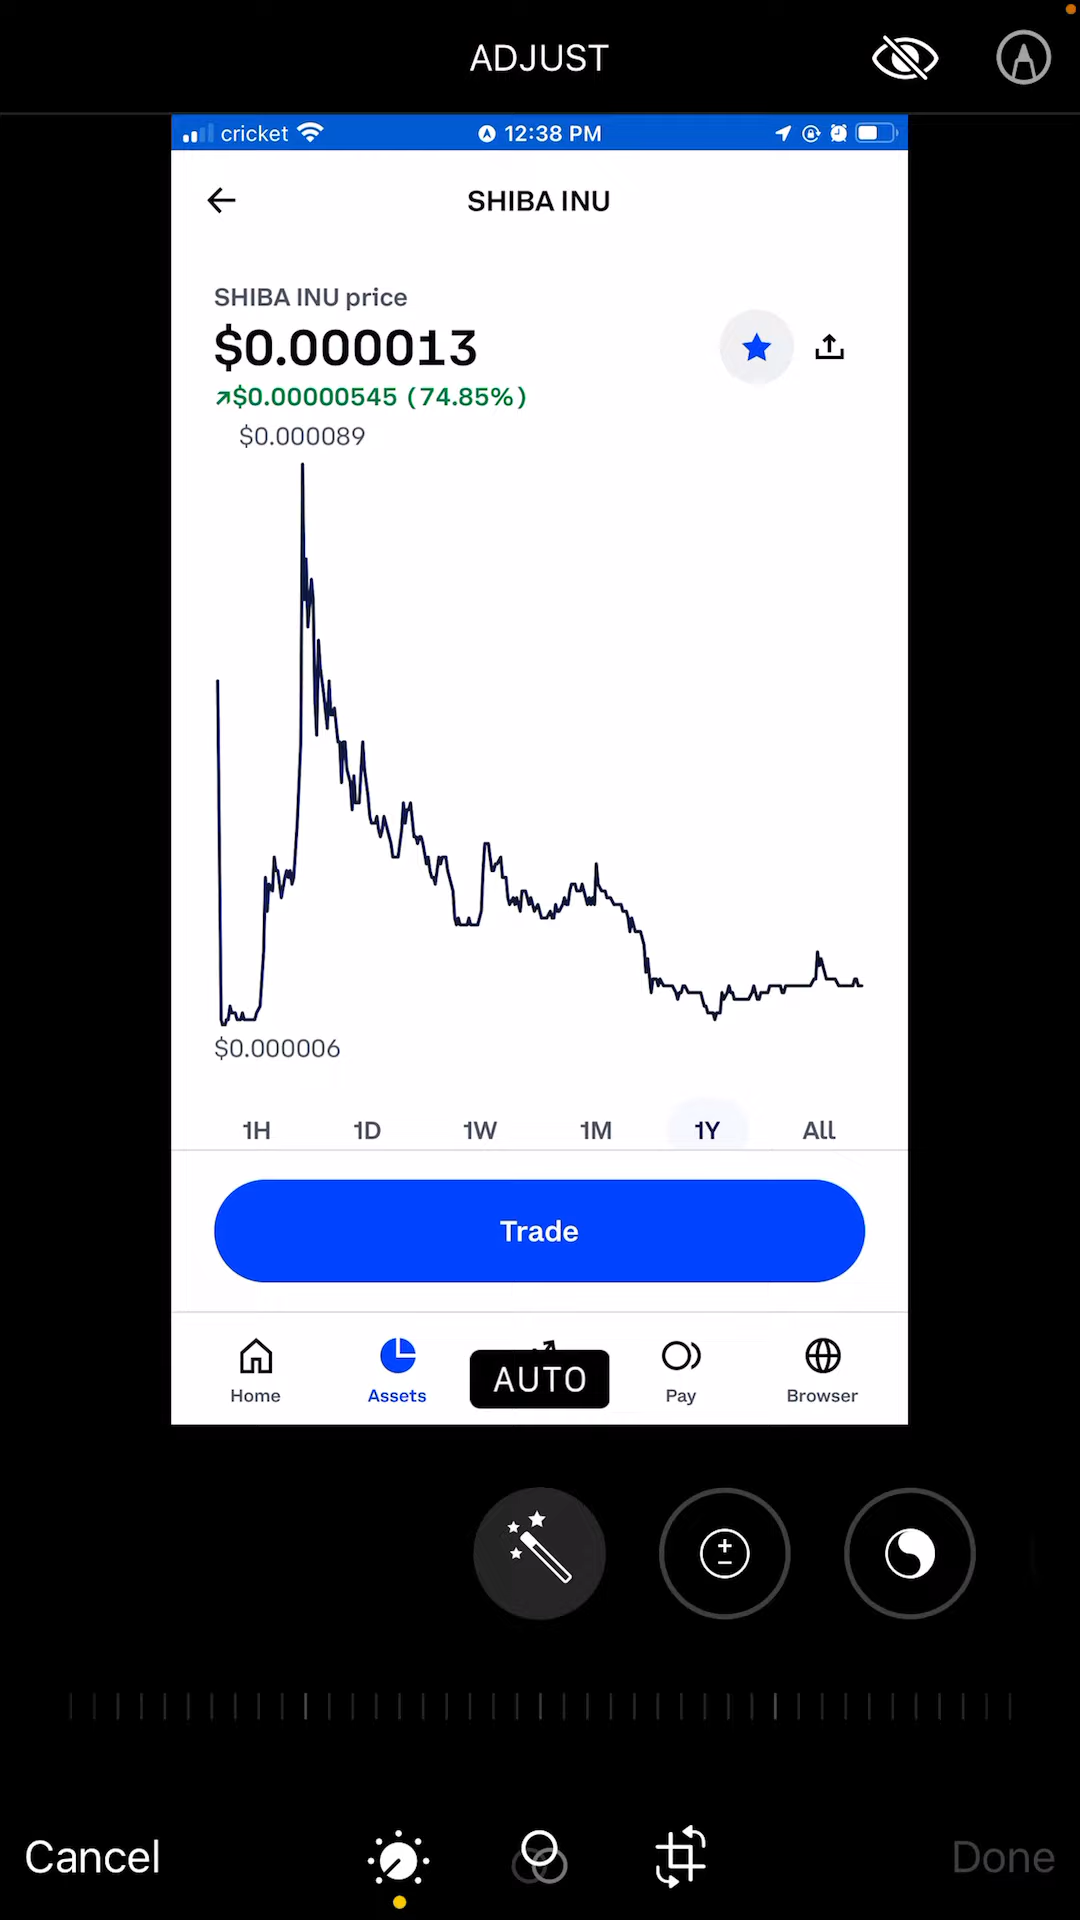 ADJUST
cricket 12:38 PM
SHIBA INU
SHIBA INU price
$0.000013
↗$0.00000545 (74.85%)
$0.000089
$0.000006
1H 1D 1W 1M 1Y All
Trade
Home Assets AUTO Pay Browser
Cancel Done